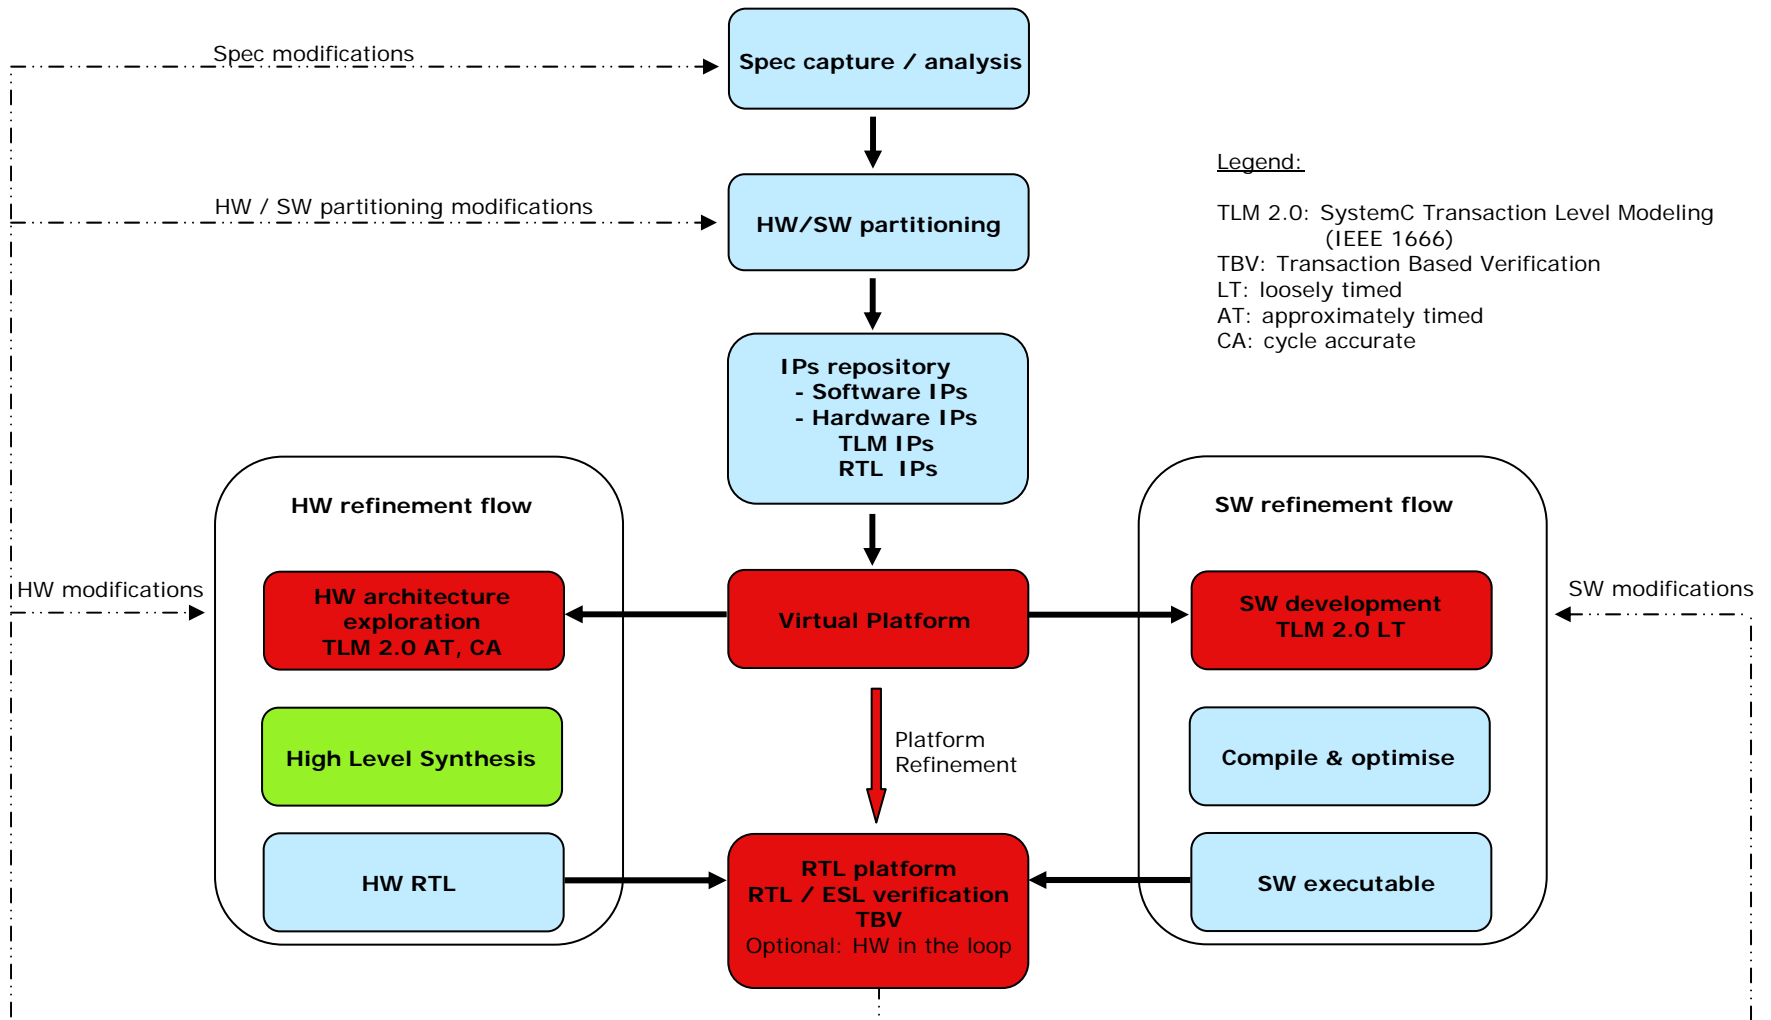 Spec modifications
Spec capture / analysis
Legend:
HW / SW partitioning modifications
HW/SW partitioning
TLM 2.0: SystemC Transaction Level Modeling
(IEEE 1666)
TBV: Transaction Based Verification
LT: loosely timed
AT: approximately timed
CA: cycle accurate
IPs repository
- Software IPs
- Hardware IPs
TLM IPs
RTL IPs
HW refinement flow
SW refinement flow
HW modifications
HW architecture
exploration
TLM 2.0 AT, CA
Virtual Platform
SW development
TLM 2.0 LT
SW modifications
High Level Synthesis
Platform
Refinement
Compile & optimise
HW RTL
RTL platform
RTL / ESL verification
TBV
Optional: HW in the loop
SW executable